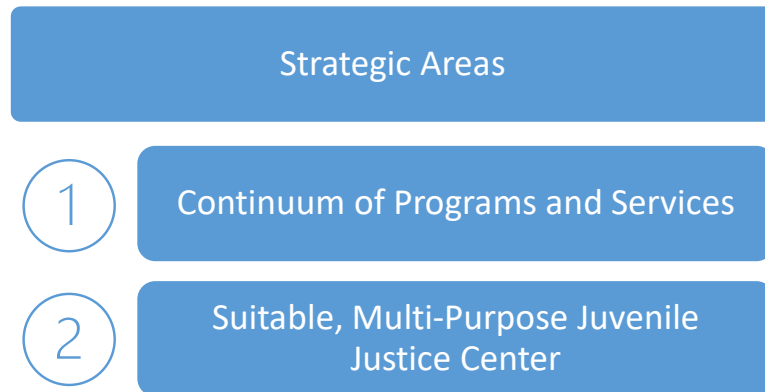 Strategic Areas
1
Continuum of Programs and Services
2
Suitable, Multi-Purpose Juvenile
Justice Center